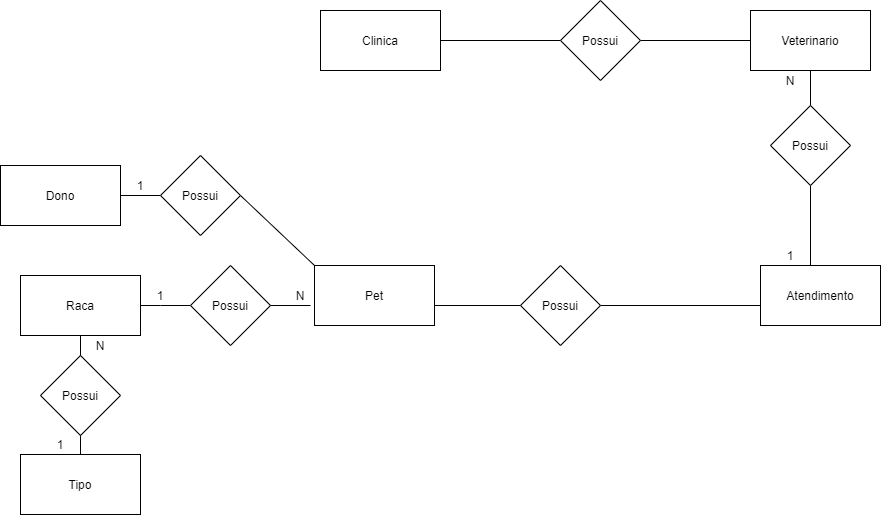 Clinica
Possui
Veterinario
N
Possui
Dono
1
Possui
1
Raca
1
Possui
N
Pet
Possui
Atendimento
N
Possui
1
Tipo